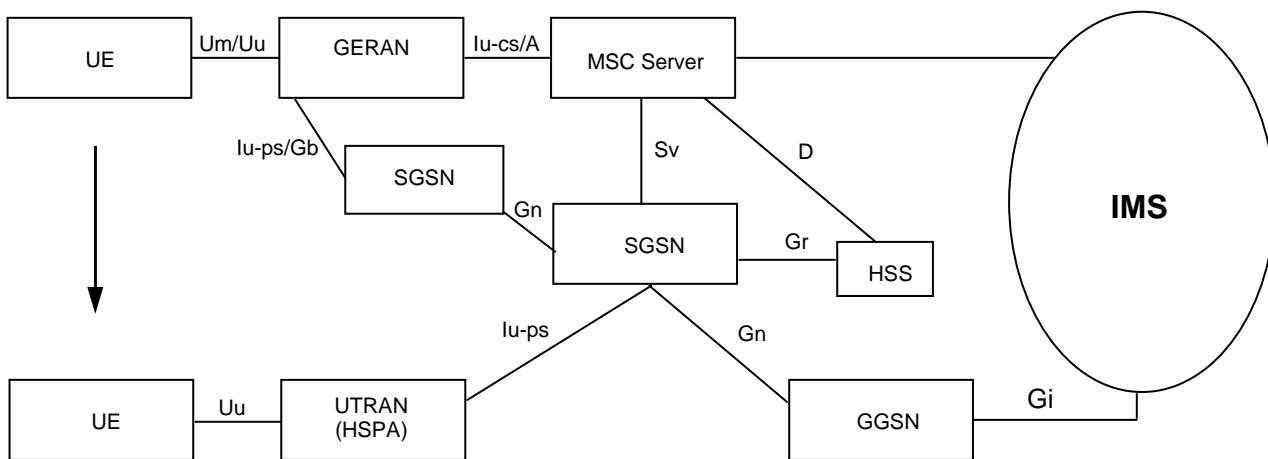 UE
Um/Uu
GERAN
Iu-cs/A
MSC Server
Iu-ps/Gb
SGSN
Gn
Sv
D
IMS
SGSN
Gr
HSS
Iu-ps
Gn
UE
Uu
UTRAN
(HSPA)
GGSN
Gi